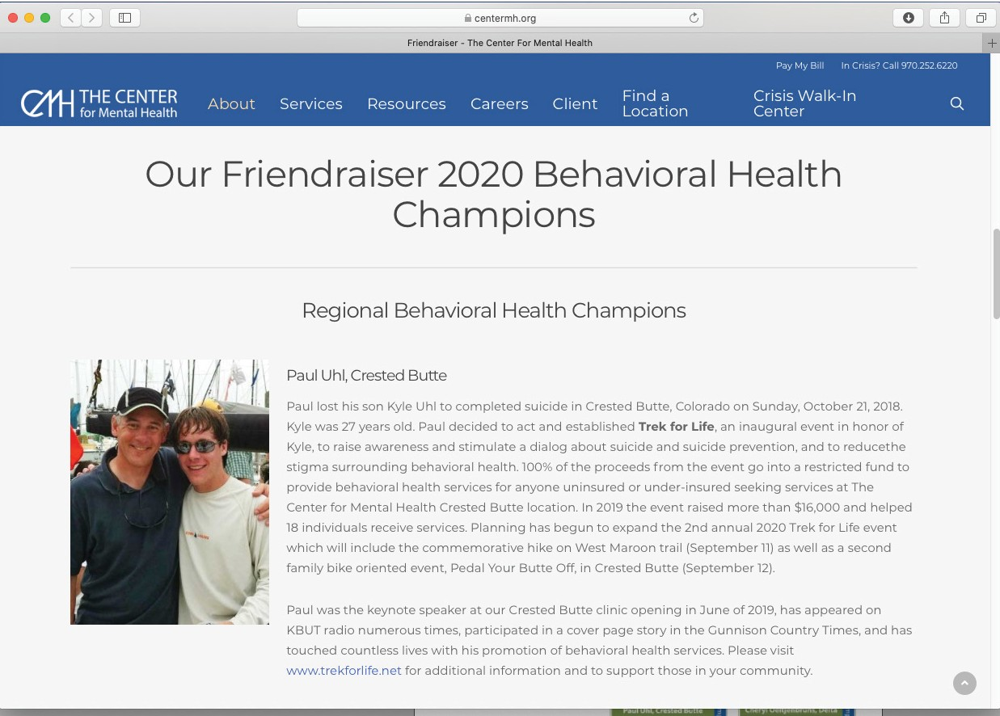 centermh.org
Friendraiser - The Center For Mental Health
Pay My Bill In Crisis? Call 970.252.6220
CMH THE CENTER
for Mental Health
About Services Resources Careers Client Find a
Location Crisis Walk-In
Center
Our Friendraiser 2020 Behavioral Health
Champions
Regional Behavioral Health Champions
Paul Uhl, Crested Butte
Paul lost his son Kyle Uhl to completed suicide in Crested Butte, Colorado on Sunday, October 21, 2018.
Kyle was 27 years old. Paul decided to act and established Trek for Life, an inaugural event in honor of
Kyle, to raise awareness and stimulate a dialog about suicide and suicide prevention, and to reducethe
stigma surrounding behavioral health. 100% of the proceeds from the event go into a restricted fund to
provide behavioral health services for anyone uninsured or under-insured seeking services at The
Center for Mental Health Crested Butte location. In 2019 the event raised more than $16,000 and helped
18 individuals receive services. Planning has begun to expand the 2nd annual 2020 Trek for Life event
which will include the commemorative hike on West Maroon trail (September 11) as well as a second
family bike oriented event, Pedal Your Butte Off, in Crested Butte (September 12).
Paul was the keynote speaker at our Crested Butte clinic opening in June of 2019, has appeared on
KBUT radio numerous times, participated in a cover page story in the Gunnison Country Times, and has
touched countless lives with his promotion of behavioral health services. Please visit
www.trekforlife.net for additional information and to support those in your community.
Paul Uhl, Crested Butte